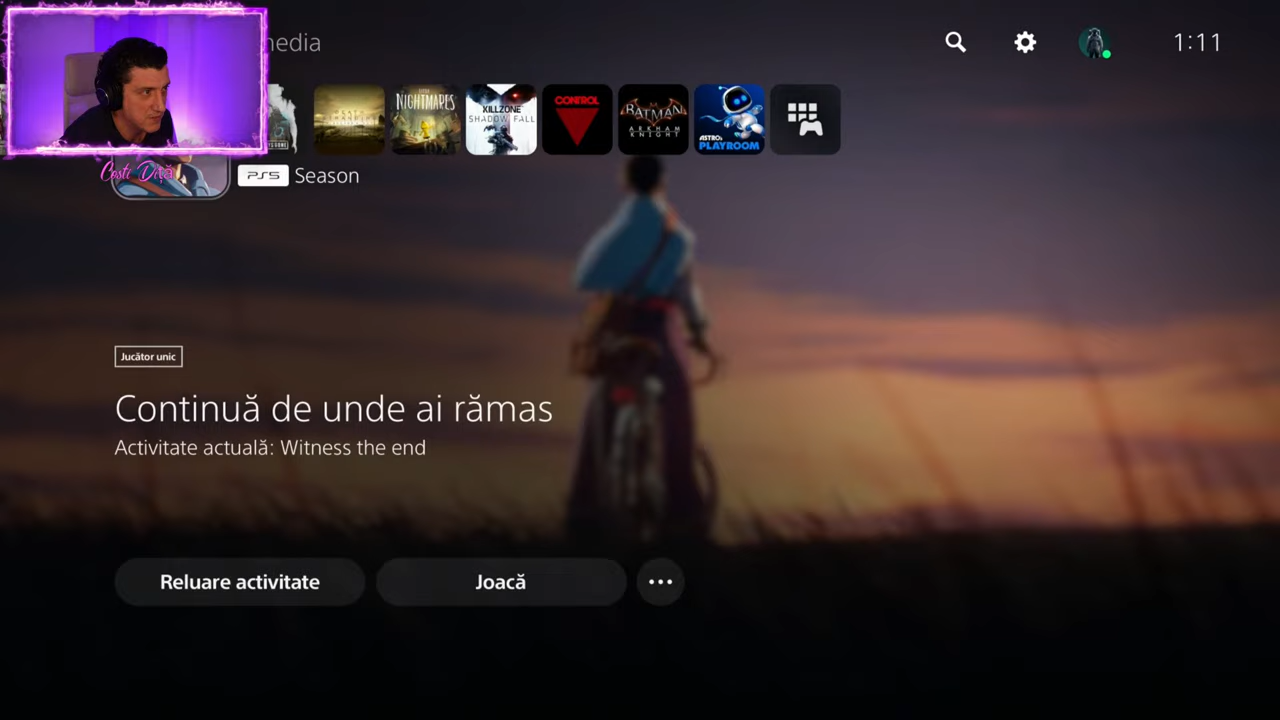 media
1:11
NIGHTMARES
KILLZONE
SHADOW FALL
CONTROL
BATMAN
ARKHAM
KNIGHT
ASTRO's
PLAYROOM
Costi Diță
PS5 Season
Jucător unic
Continuă de unde ai rămas
Activitate actuală: Witness the end
Reluare activitate
Joacă